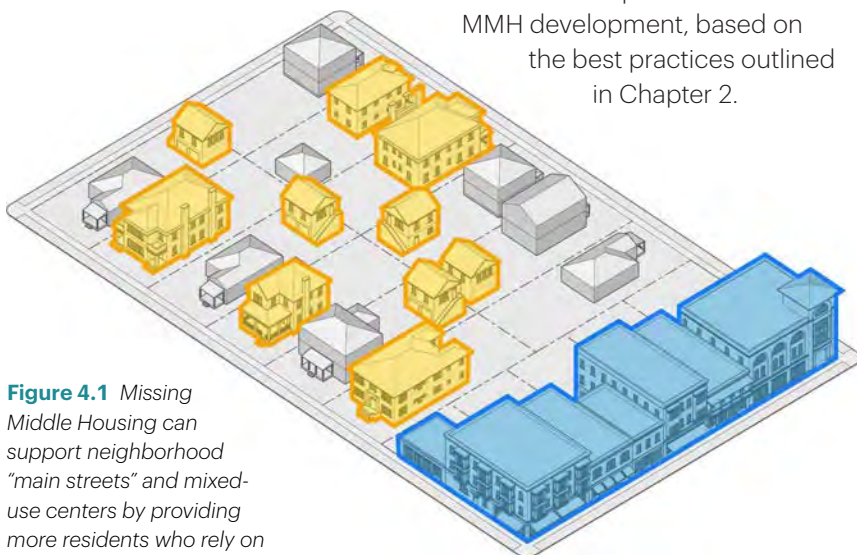 MMH development, based on
the best practices outlined
in Chapter 2.
Figure 4.1 Missing
Middle Housing can
support neighborhood
“main streets” and mixed-
use centers by providing
more residents who rely on